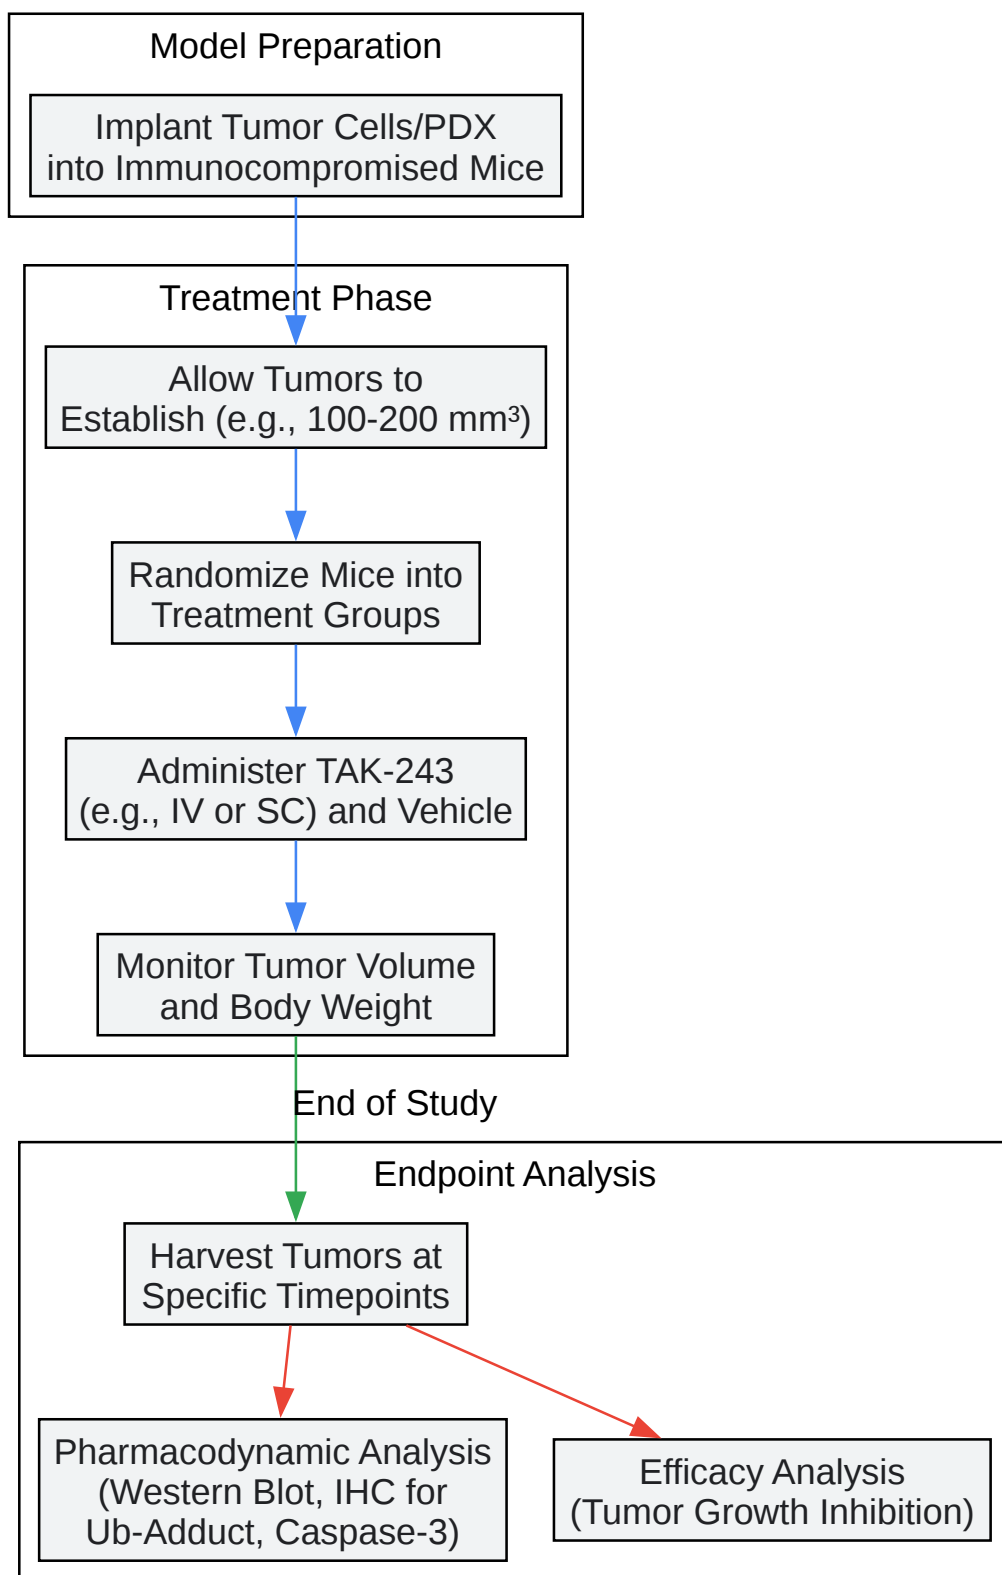 Model Preparation
Implant Tumor Cells/PDX
into Immunocompromised Mice
Treatment Phase
Allow Tumors to
Establish (e.g., 100-200 mm³)
Randomize Mice into
Treatment Groups
Administer TAK-243
(e.g., IV or SC) and Vehicle
Monitor Tumor Volume
and Body Weight
End of Study
Endpoint Analysis
Harvest Tumors at
Specific Timepoints
Pharmacodynamic Analysis
(Western Blot, IHC for
Ub-Adduct, Caspase-3)
Efficacy Analysis
(Tumor Growth Inhibition)